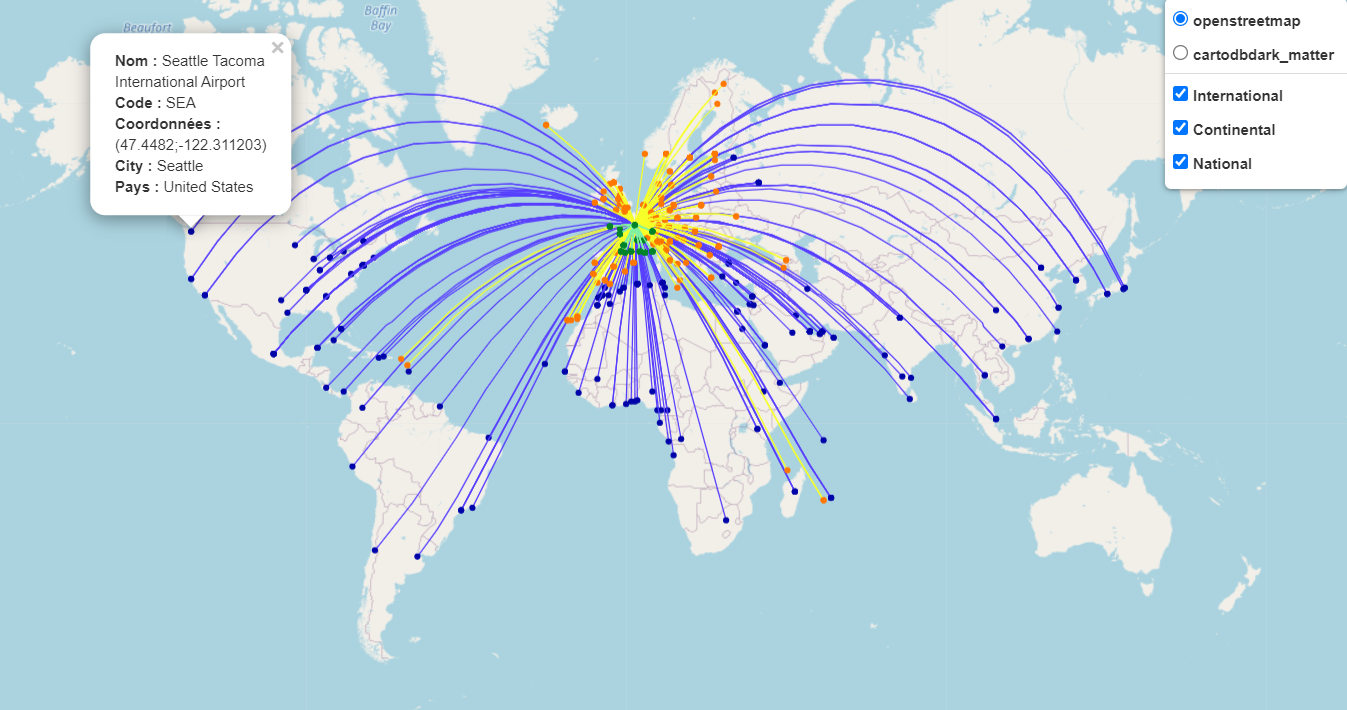 Baffin
Bay
Beaufort
×
Nom : Seattle Tacoma
International Airport
Code : SEA
Coordonnées :
(47.4482;-122.311203)
City : Seattle
Pays : United States
openstreetmap
cartodbdark_matter
International
Continental
National